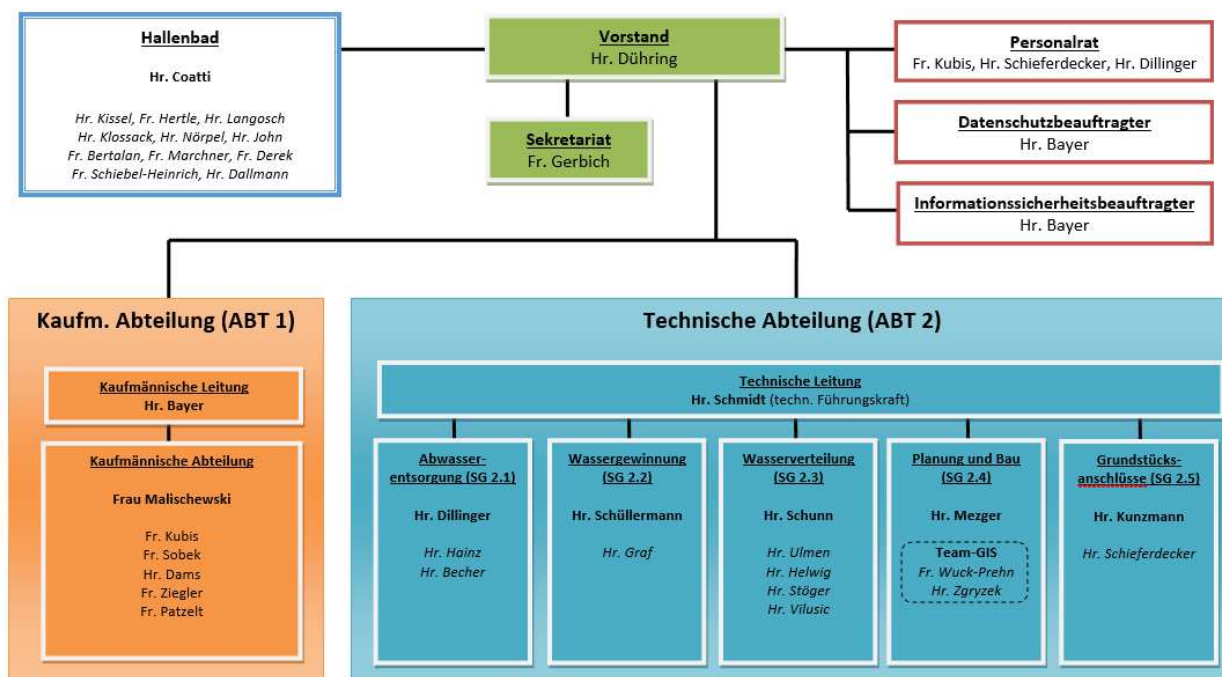 Hallenbad
Hr. Coatti
Hr. Kissel, Fr. Hertle, Hr. Langosch
Hr. Klossack, Hr. Nörpel, Hr. John
Fr. Bertalan, Fr. Marchner, Fr. Derek
Fr. Schiebel-Heinrich, Hr. Dallmann
Vorstand
Hr. Dühring
Sekretariat
Fr. Gerbich
Personalrat
Fr. Kubis, Hr. Schieferdecker, Hr. Dillinger
Datenschutzbeauftragter
Hr. Bayer
Informationssicherheitsbeauftragter
Hr. Bayer
Kaufm. Abteilung (ABT 1)
Kaufmännische Leitung
Hr. Bayer
Kaufmännische Abteilung
Frau Malischewski
Fr. Kubis
Fr. Sobek
Hr. Dams
Fr. Ziegler
Fr. Patzelt
Technische Abteilung (ABT 2)
Technische Leitung
Hr. Schmidt (techn. Führungskraft)
Abwasser-
entsorgung (SG 2.1)
Hr. Dillinger
Hr. Hainz
Hr. Becher
Wassergewinnung
(SG 2.2)
Hr. Schüllermann
Hr. Graf
Wasserverteilung
(SG 2.3)
Hr. Schunn
Hr. Ulmen
Hr. Helwig
Hr. Stöger
Hr. Vilusic
Planung und Bau
(SG 2.4)
Hr. Mezger
Team-GIS
Fr. Wuck-Prehn
Hr. Zgryzek
Grundstücks-
anschlüsse (SG 2.5)
Hr. Kunzmann
Hr. Schieferdecker